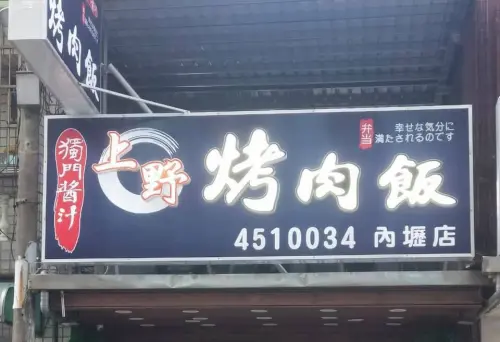 烤肉飯
獨門醬汁
上野
烤肉飯
弁当
幸せな気分に
満たされるのです
4510034 內壢店